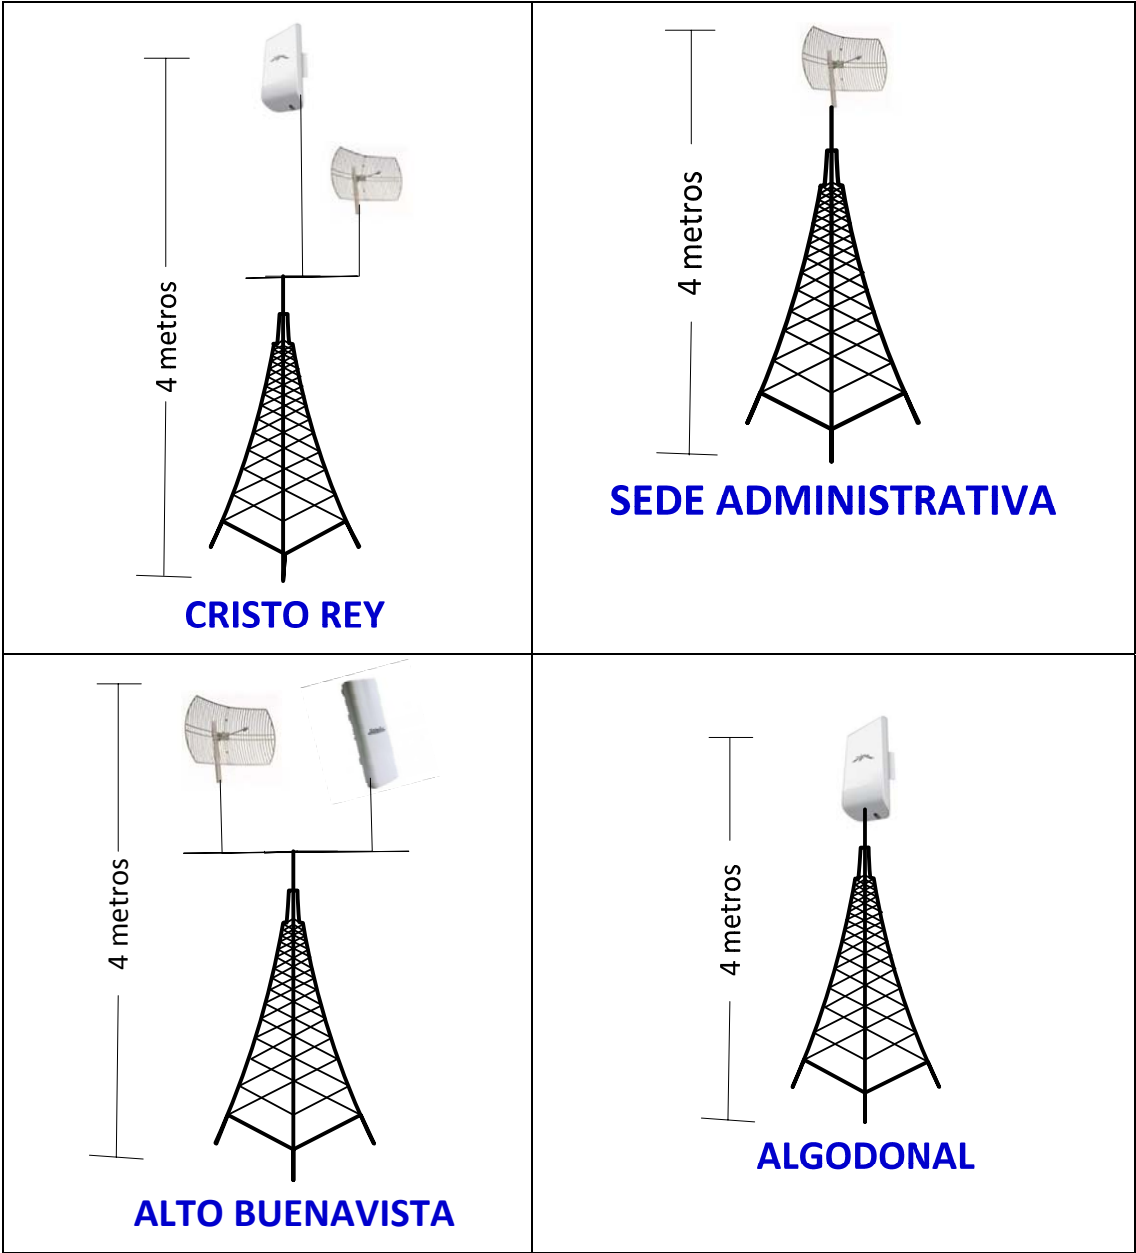 4 metros
CRISTO REY
4 metros
SEDE ADMINISTRATIVA
4 metros
ALTO BUENAVISTA
4 metros
ALGODONAL